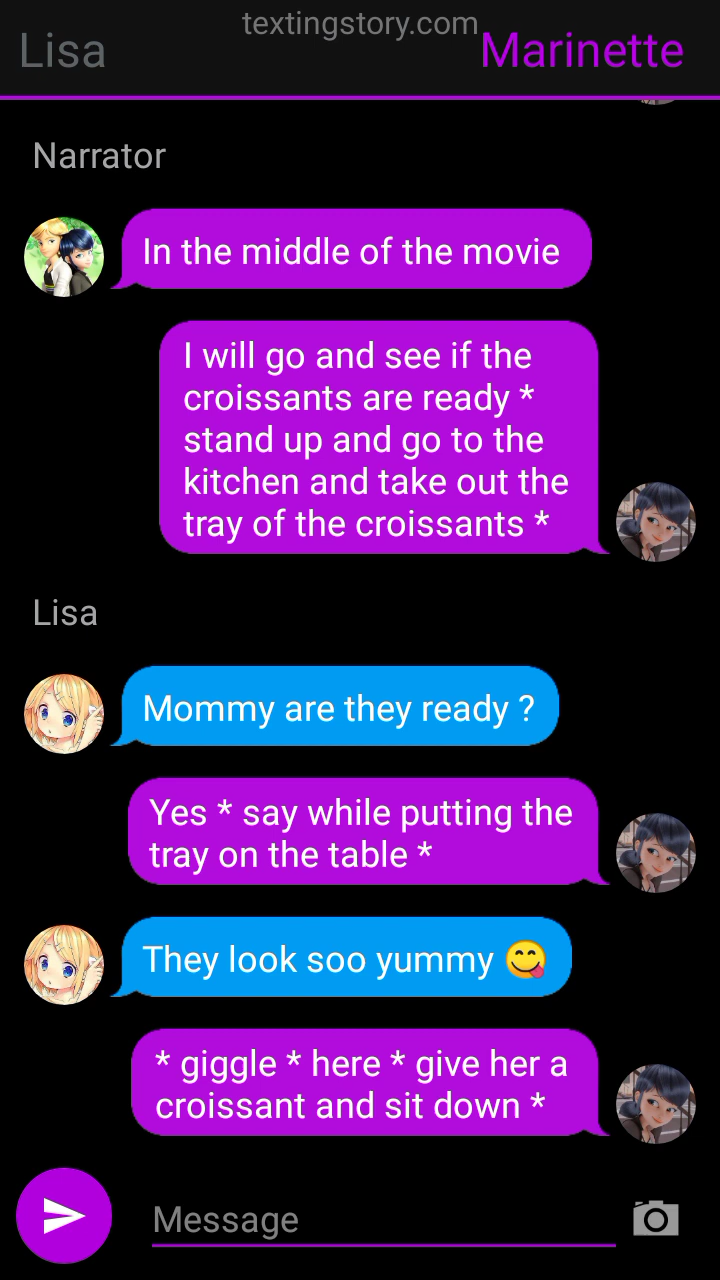 textingstory.com
Lisa
Marinette
Narrator
In the middle of the movie
I will go and see if the
croissants are ready *
stand up and go to the
kitchen and take out the
tray of the croissants *
Lisa
Mommy are they ready ?
Yes * say while putting the
tray on the table *
They look soo yummy 😋
* giggle * here * give her a
croissant and sit down *
Message